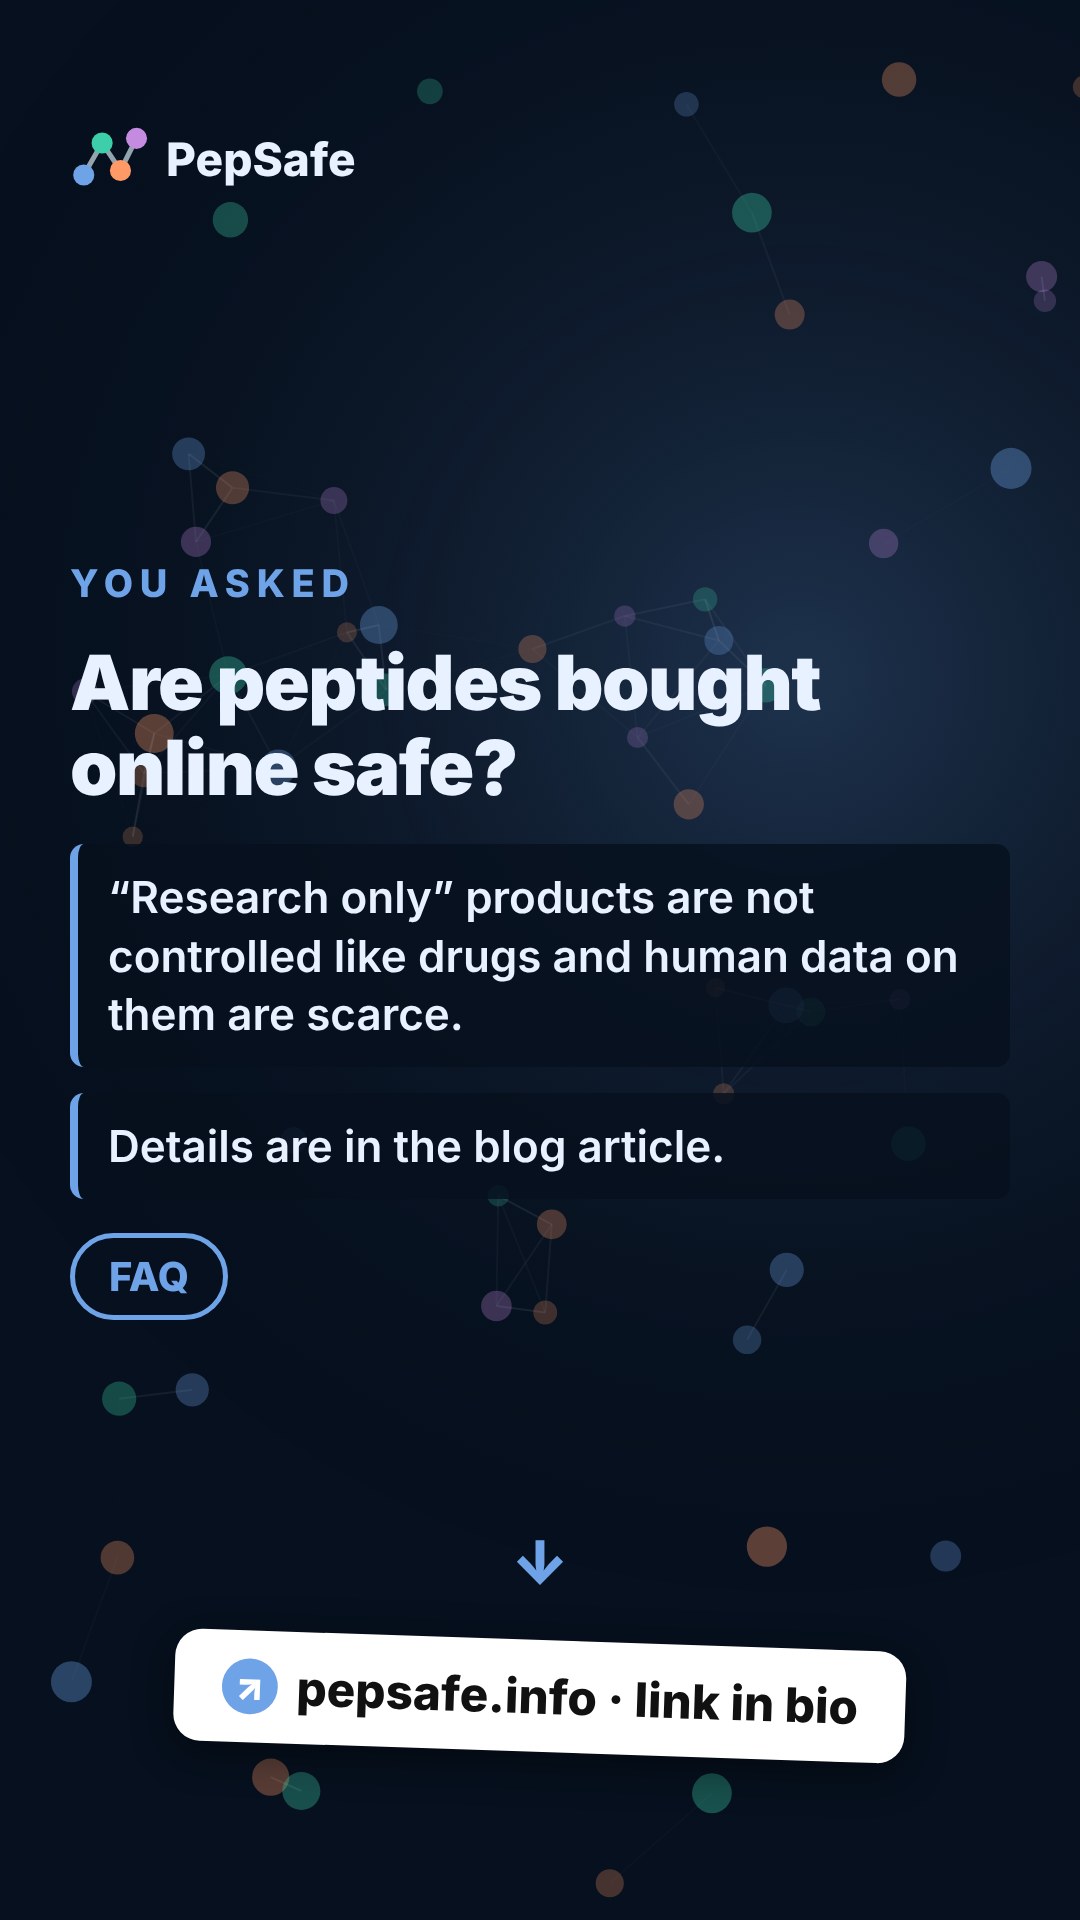 PepSafe
YOU ASKED
Are peptides bought
online safe?
“Research only” products are not
controlled like drugs and human data on
them are scarce.
Details are in the blog article.
FAQ
pepsafe.info · link in bio